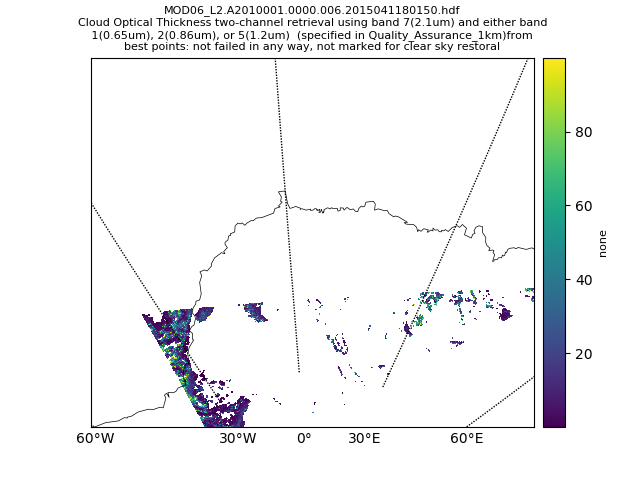 MOD06_L2.A2010001.0000.006.2015041180150.hdf
Cloud Optical Thickness two-channel retrieval using band 7(2.1um) and either band
1(0.65um), 2(0.86um), or 5(1.2um)  (specified in Quality_Assurance_1km)from
best points: not failed in any way, not marked for clear sky restoral
80
60
40
20
none
60°W 30°W 0° 30°E 60°E